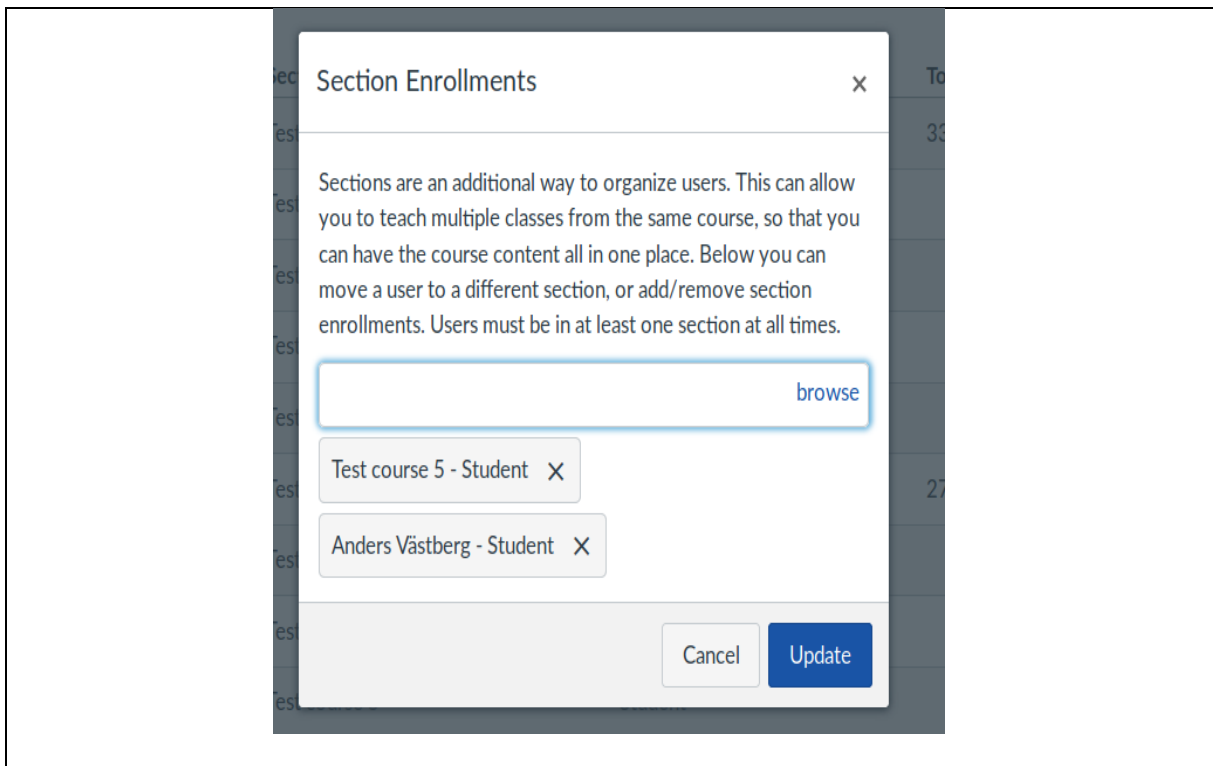 Section Enrollments ×
Sections are an additional way to organize users. This can allow
you to teach multiple classes from the same course, so that you
can have the course content all in one place. Below you can
move a user to a different section, or add/remove section
enrollments. Users must be in at least one section at all times.
browse
Test course 5 - Student X
Anders Västberg - Student X
Cancel Update